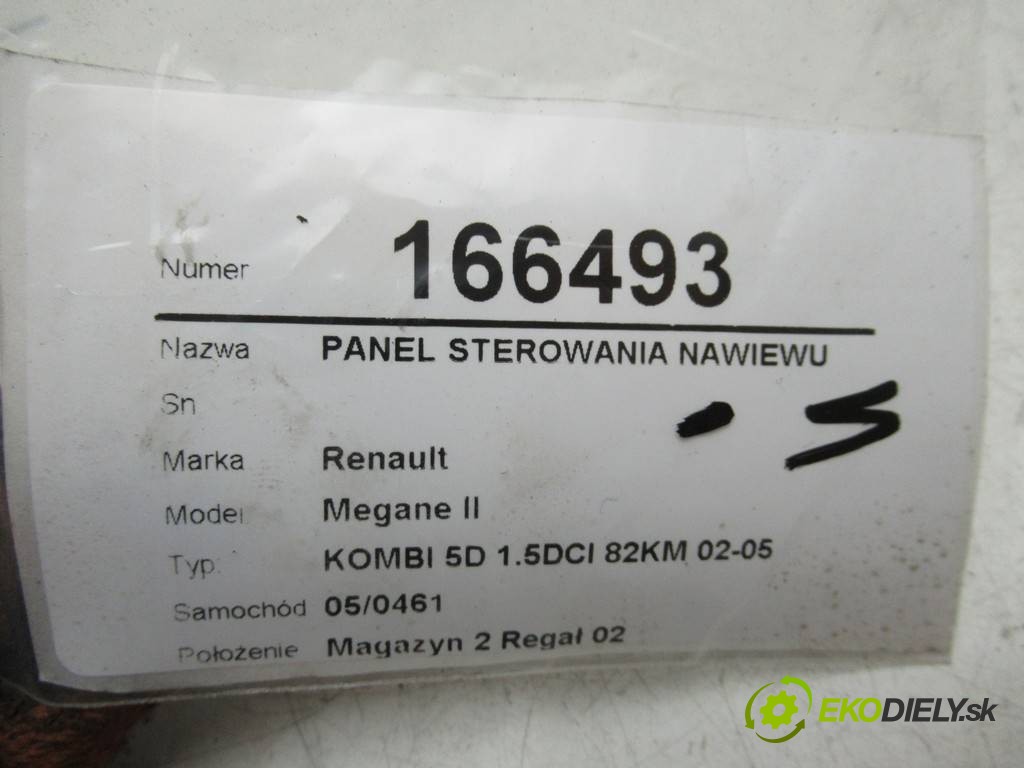 Numer 166493
Nazwa PANEL STEROWANIA NAWIEWU
Sn
Marka Renault
Model Megane II
Typ: KOMBI 5D 1.5DCI 82KM 02-05
Samochód 05/0461
Położenie Magazyn 2 Regał 02
EKODIELY.sk